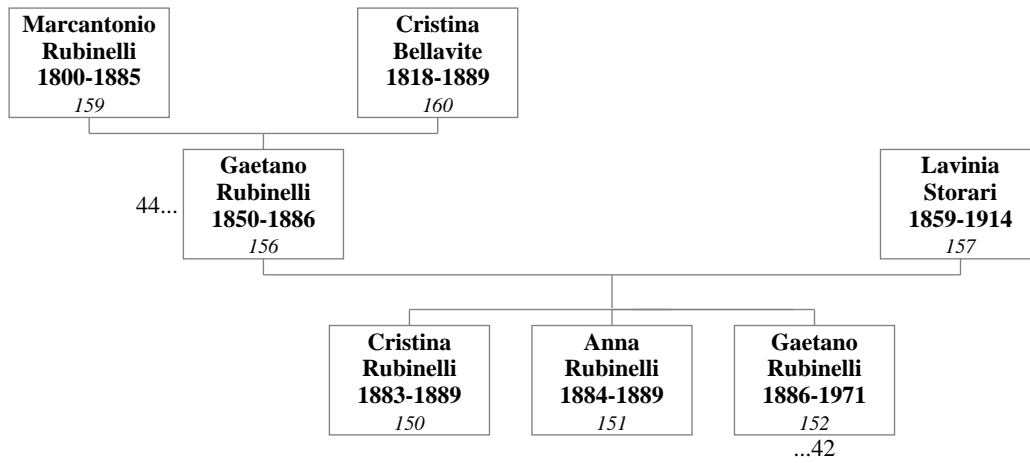 Marcantonio
Rubinelli
1800-1885
159
Cristina
Bellavite
1818-1889
160
44...
Gaetano
Rubinelli
1850-1886
156
Lavinia
Storari
1859-1914
157
Cristina
Rubinelli
1883-1889
150
Anna
Rubinelli
1884-1889
151
Gaetano
Rubinelli
1886-1971
152
...42